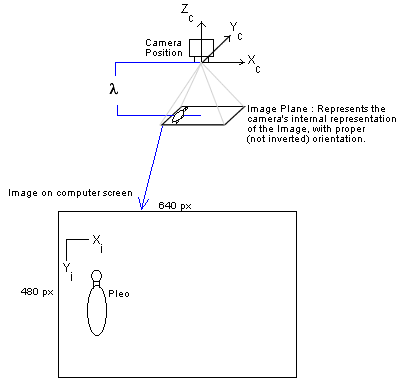 Z c
Y c
Camera
Position
X c
λ
Image Plane : Represents the
camera's internal representation
of the Image, with proper
(not inverted) orientation.
Image on computer screen
640 px
X i
Y i
480 px
Pleo